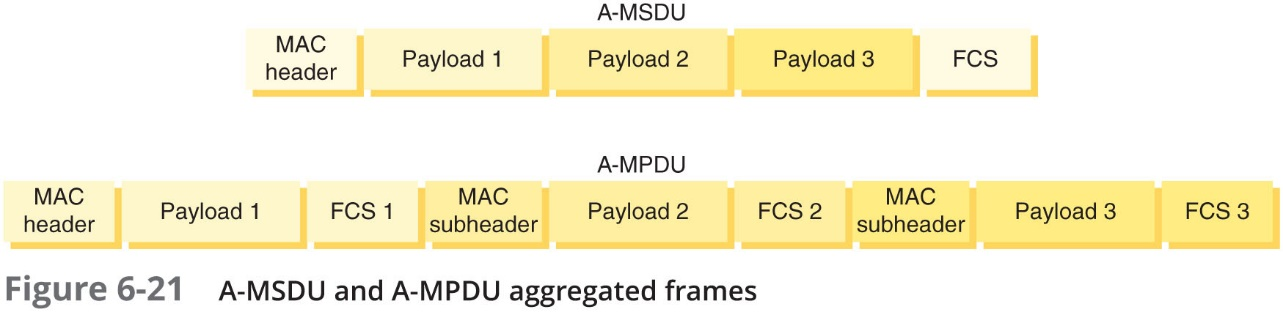 A-MSDU
MAC
header
Payload 1
Payload 2
Payload 3
FCS
A-MPDU
MAC
header
Payload 1
FCS 1
MAC
subheader
Payload 2
FCS 2
MAC
subheader
Payload 3
FCS 3
Figure 6-21 A-MSDU and A-MPDU aggregated frames